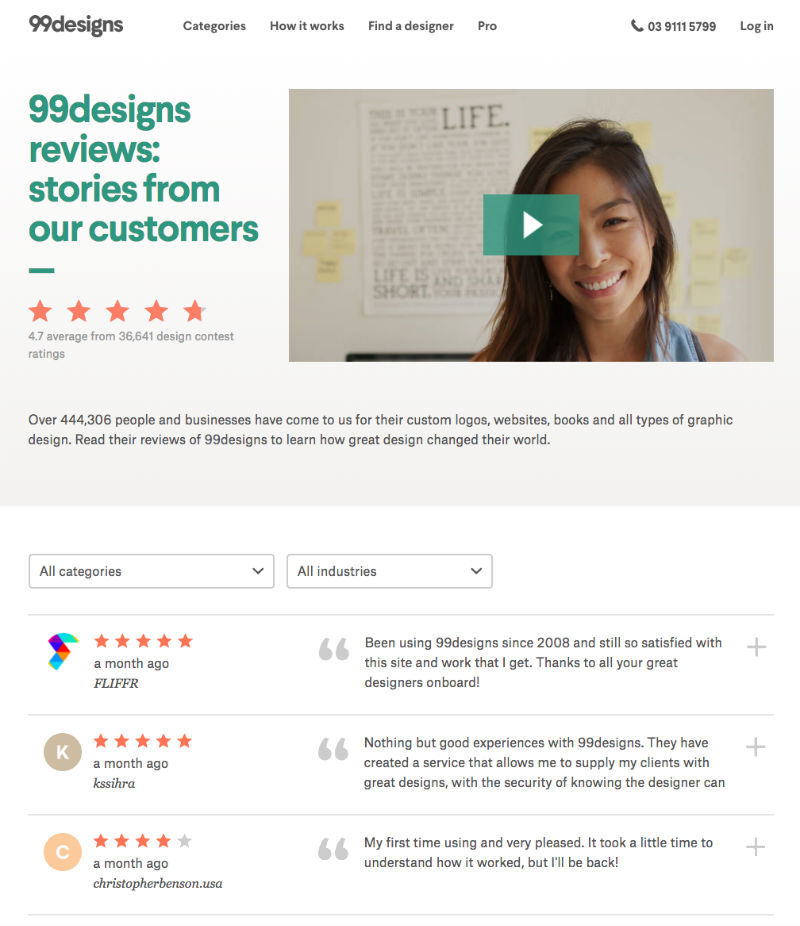 99designs
Categories How it works Find a designer Pro
03 9111 5799 Log in
99designs
reviews:
stories from
our customers
LIFE.
LIFE IS
SHORT.
4.7 average from 36,641 design contest
ratings
Over 444,306 people and businesses have come to us for their custom logos, websites, books and all types of graphic
design. Read their reviews of 99designs to learn how great design changed their world.
All categories
All industries
a month ago
FLIFFR
Been using 99designs since 2008 and still so satisfied with
this site and work that I get. Thanks to all your great
designers onboard!
K
a month ago
kssihra
Nothing but good experiences with 99designs. They have
created a service that allows me to supply my clients with
great designs, with the security of knowing the designer can
C
a month ago
christopherbenson.usa
My first time using and very pleased. It took a little time to
understand how it worked, but I'll be back!